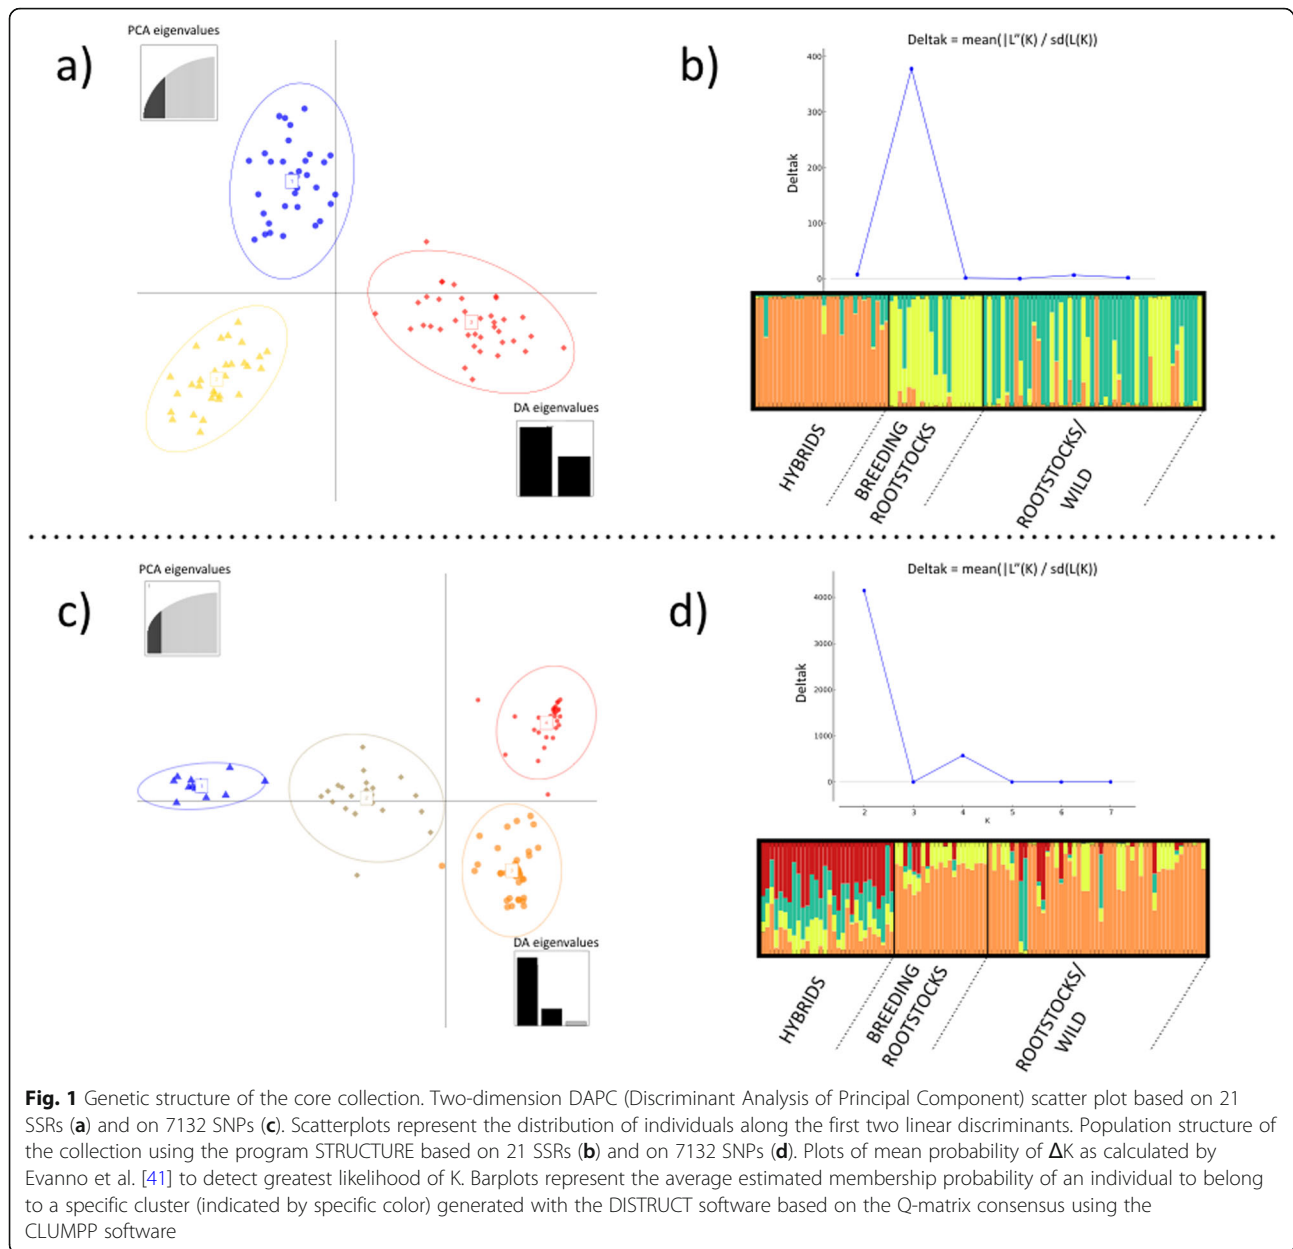 PCA eigenvalues
a)
DA eigenvalues
b)
Deltak = mean(|L"(K) / sd(L(K))
400
300
200
100
0
Deltak
HYBRIDS
BREEDING
ROOTSTOCKS
ROOTSTOCKS/
WILD
PCA eigenvalues
c)
DA eigenvalues
d)
Deltak = mean(|L"(K) / sd(L(K))
4000
3000
2000
1000
0
Deltak
2 3 4 5 6 7
K
HYBRIDS
BREEDING
ROOTSTOCKS
ROOTSTOCKS/
WILD
Fig. 1 Genetic structure of the core collection. Two-dimension DAPC (Discriminant Analysis of Principal Component) scatter plot based on 21
SSRs (a) and on 7132 SNPs (c). Scatterplots represent the distribution of individuals along the first two linear discriminants. Population structure of
the collection using the program STRUCTURE based on 21 SSRs (b) and on 7132 SNPs (d). Plots of mean probability of ΔK as calculated by
Evanno et al. [41] to detect greatest likelihood of K. Barplots represent the average estimated membership probability of an individual to belong
to a specific cluster (indicated by specific color) generated with the DISTRUCT software based on the Q-matrix consensus using the
CLUMPP software